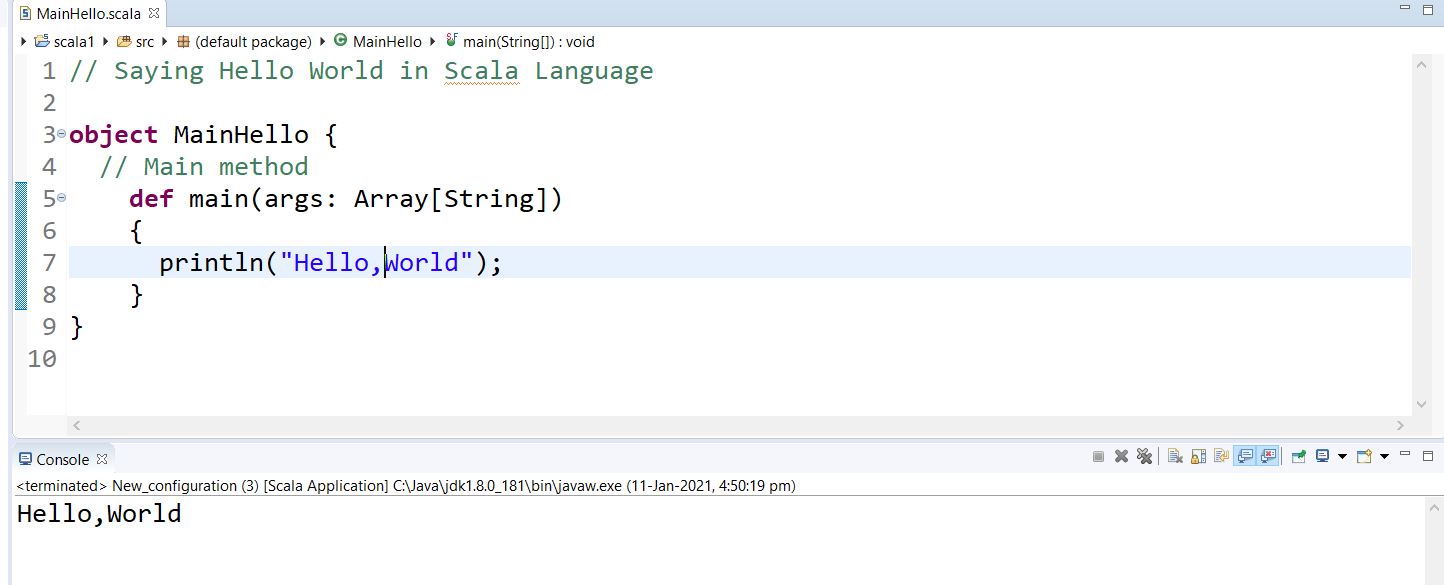 MainHello.scala
scala1 src (default package) MainHello main(String[]) : void
1 // Saying Hello World in Scala Language
2
3 object MainHello {
4   // Main method
5     def main(args: Array[String])
6     {
7       println("Hello,World");
8     }
9 }
10
Console
<terminated> New_configuration (3) [Scala Application] C:\Java\jdk1.8.0_181\bin\javaw.exe (11-Jan-2021, 4:50:19 pm)
Hello,World